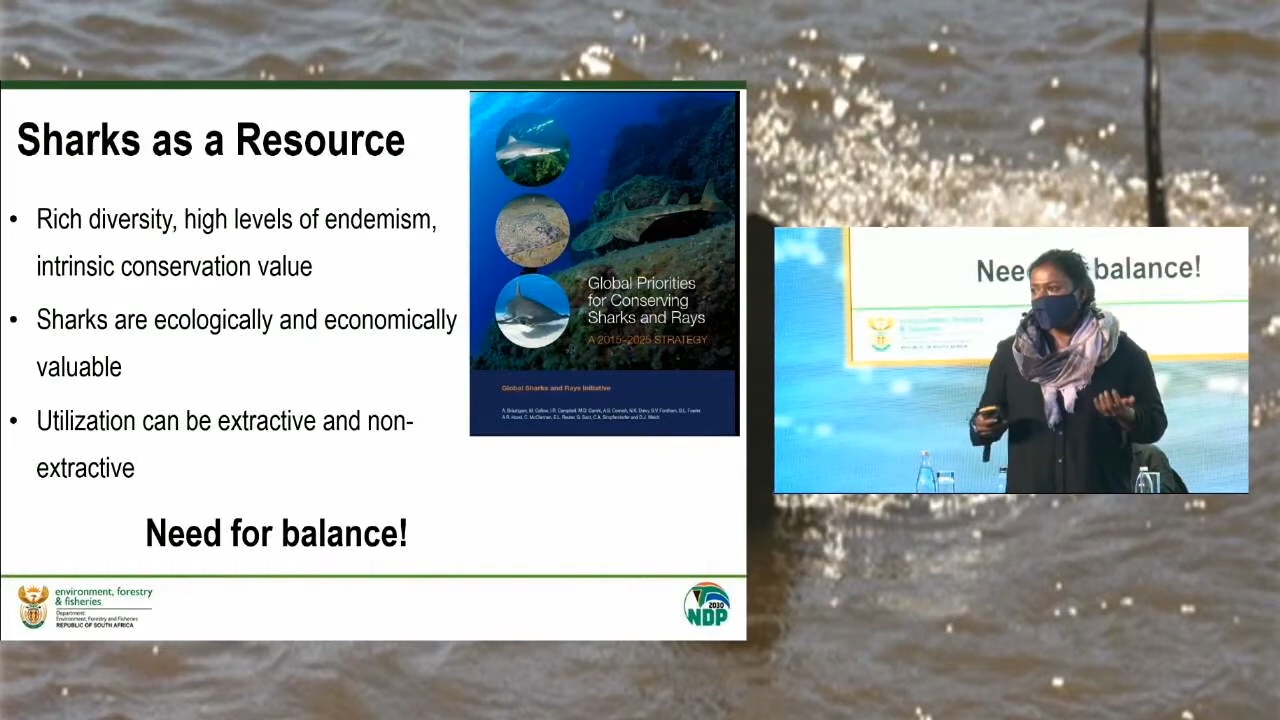 Sharks as a Resource
• Rich diversity, high levels of endemism,
intrinsic conservation value
• Sharks are ecologically and economically
valuable
• Utilization can be extractive and non-
extractive
Need for balance!
Global Priorities
for Conserving
Sharks and Rays
A 2015–2025 STRATEGY
Global Sharks and Rays Initiative
environment, forestry
& fisheries
Department:
Environment, Forestry and Fisheries
REPUBLIC OF SOUTH AFRICA
2030
NDP
balance!